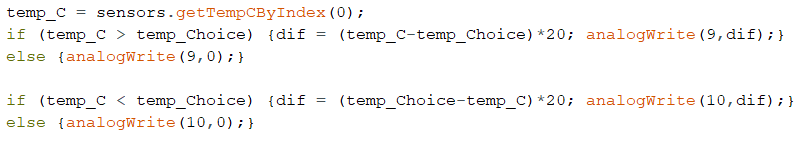 temp_C = sensors.getTempCByIndex(0);
if (temp_C > temp_Choice) {dif = (temp_C-temp_Choice)*20; analogWrite(9,dif);}
else {analogWrite(9,0);}
if (temp_C < temp_Choice) {dif = (temp_Choice-temp_C)*20; analogWrite(10,dif);}
else {analogWrite(10,0);}